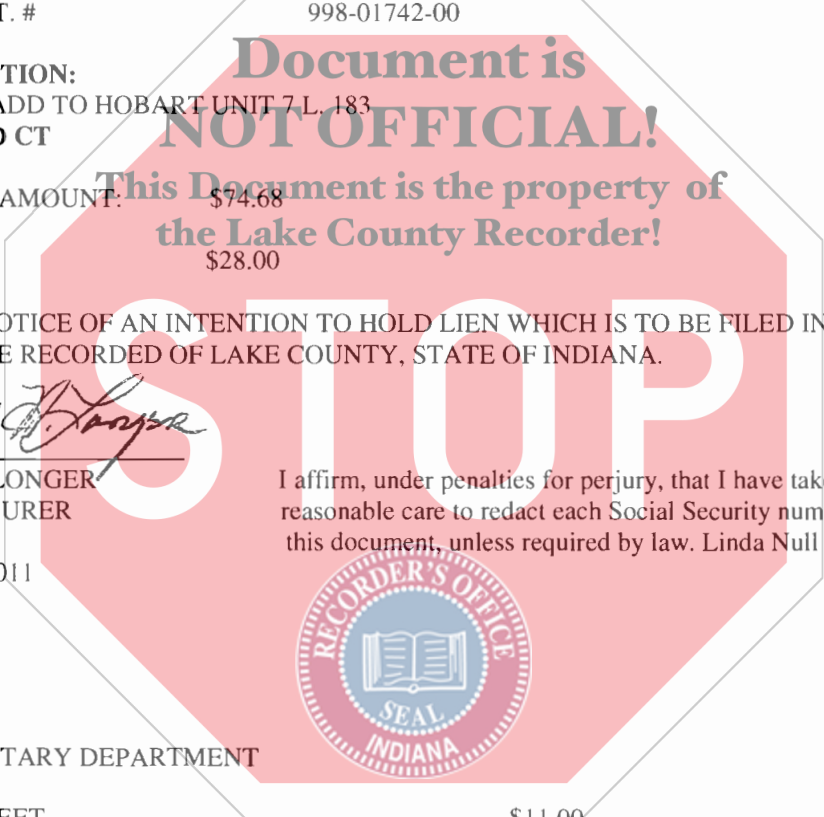 T. #	998-01742-00
Document is
TION:
ADD TO HOBART UNIT 7 L. 183
NOT OFFICIAL!
CT
This Document is the property of
AMOUNT: $74.68
the Lake County Recorder!
$28.00
OTICE OF AN INTENTION TO HOLD LIEN WHICH IS TO BE FILED IN
E RECORDED OF LAKE COUNTY, STATE OF INDIANA.
STOP
LONGER
I affirm, under penalties for perjury, that I have take
URER
reasonable care to redact each Social Security num
this document, unless required by law. Linda Null
011
RECORDER'S OFFICE
SEAL
INDIANA
TARY DEPARTMENT
EET	$11.00